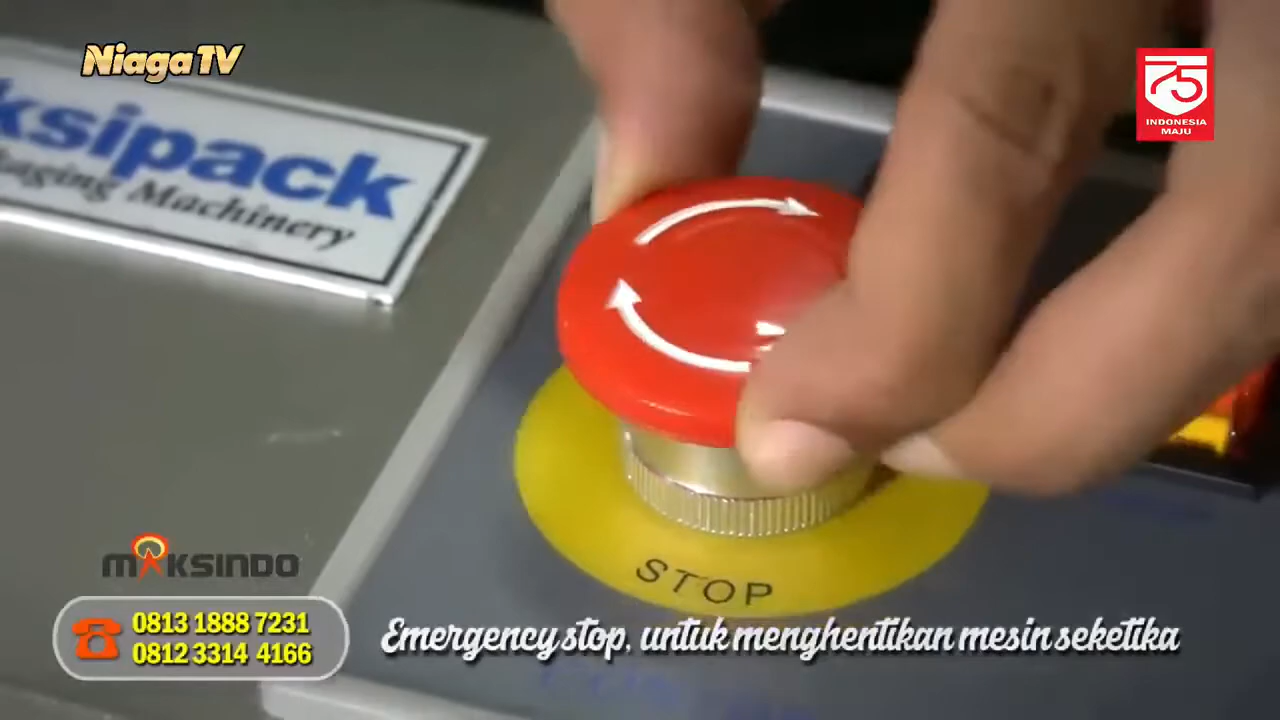 NiagaTV
75
INDONESIA
MAJU
ksipack
aging Machinery
STOP
MAKSINDO
0813 1888 7231
0812 3314 4166
Emergency stop, untuk menghentikan mesin seketika